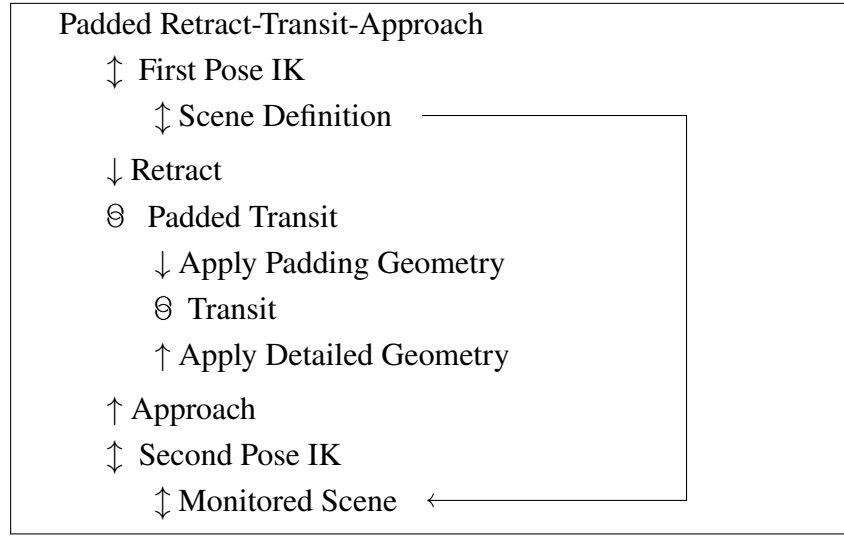 Padded Retract-Transit-Approach
↕ First Pose IK
↕ Scene Definition
↓ Retract
Padded Transit
↓ Apply Padding Geometry
Transit
↑ Apply Detailed Geometry
↑ Approach
↕ Second Pose IK
↕ Monitored Scene